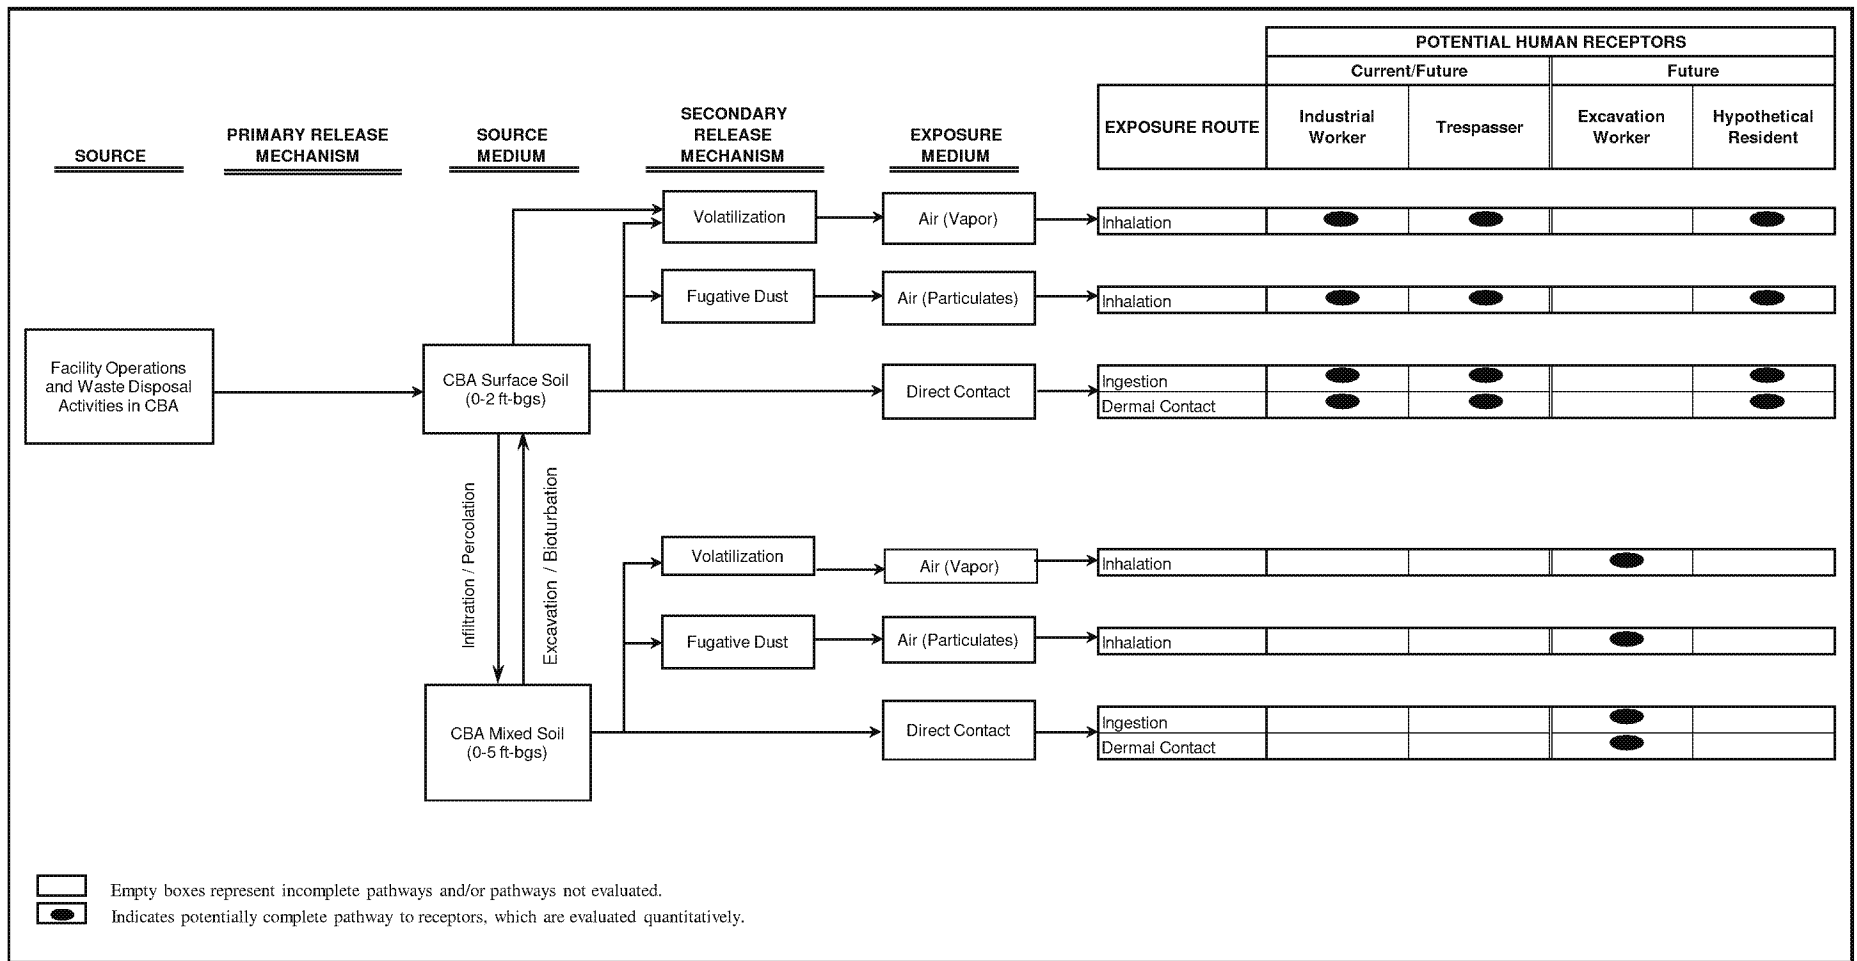 POTENTIAL HUMAN RECEPTORS
Current/Future
Future
SOURCE
PRIMARY RELEASE
MECHANISM
SOURCE
MEDIUM
SECONDARY
RELEASE
MECHANISM
EXPOSURE
MEDIUM
EXPOSURE ROUTE
Industrial
Worker
Trespasser
Excavation
Worker
Hypothetical
Resident
Volatilization
Air (Vapor)
Inhalation
Fugative Dust
Air (Particulates)
Inhalation
Facility Operations
and Waste Disposal
Activities in CBA
CBA Surface Soil
(0-2 ft-bgs)
Direct Contact
Ingestion
Dermal Contact
Infiltration / Percolation
Excavation / Bioturbation
Volatilization
Air (Vapor)
Inhalation
Fugative Dust
Air (Particulates)
Inhalation
CBA Mixed Soil
(0-5 ft-bgs)
Direct Contact
Ingestion
Dermal Contact
Empty boxes represent incomplete pathways and/or pathways not evaluated.
Indicates potentially complete pathway to receptors, which are evaluated quantitatively.